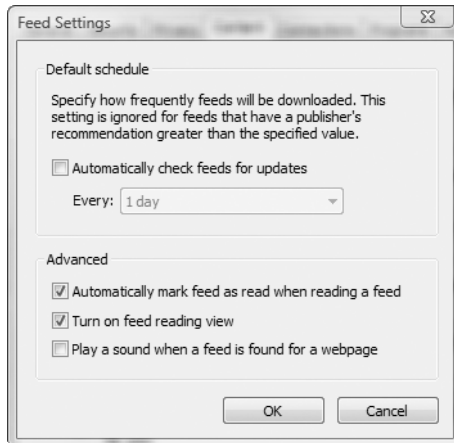 Feed Settings
Default schedule
Specify how frequently feeds will be downloaded. This
setting is ignored for feeds that have a publisher's
recommendation greater than the specified value.
Automatically check feeds for updates
Every: 1 day
Advanced
Automatically mark feed as read when reading a feed
Turn on feed reading view
Play a sound when a feed is found for a webpage
OK Cancel